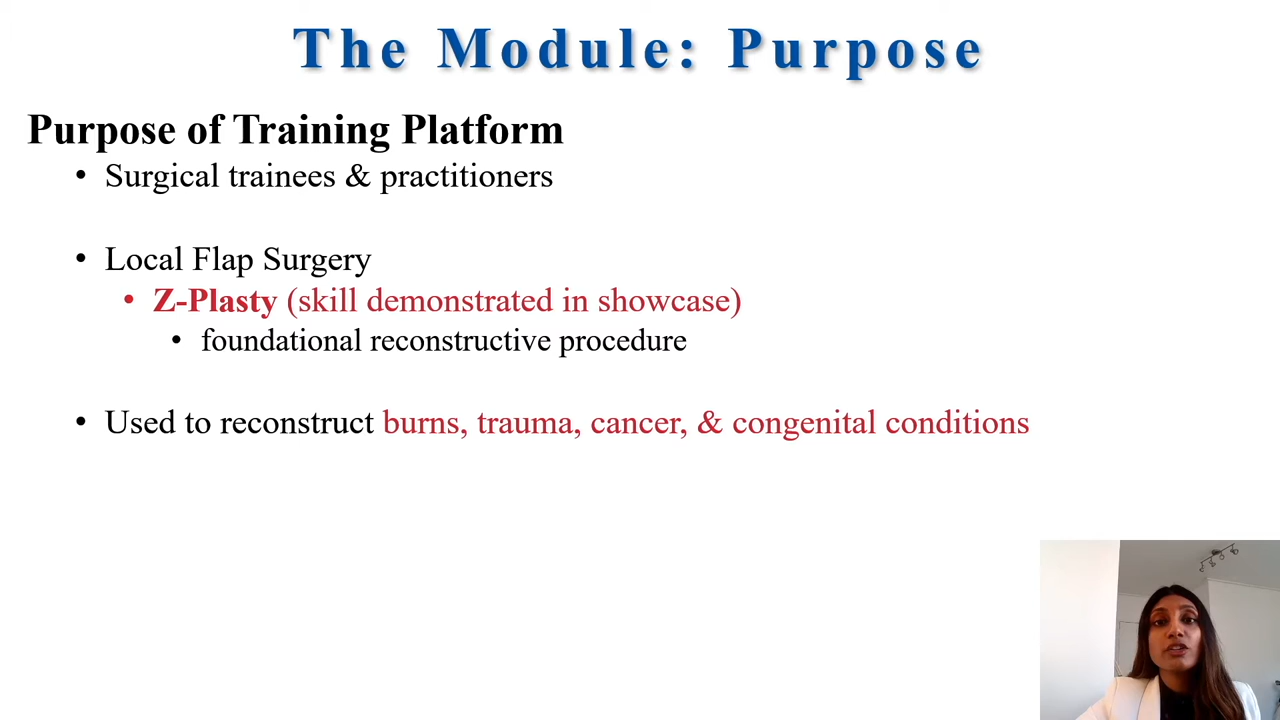 The Module: Purpose
Purpose of Training Platform
• Surgical trainees & practitioners
• Local Flap Surgery
• Z-Plasty (skill demonstrated in showcase)
• foundational reconstructive procedure
• Used to reconstruct burns, trauma, cancer, & congenital conditions